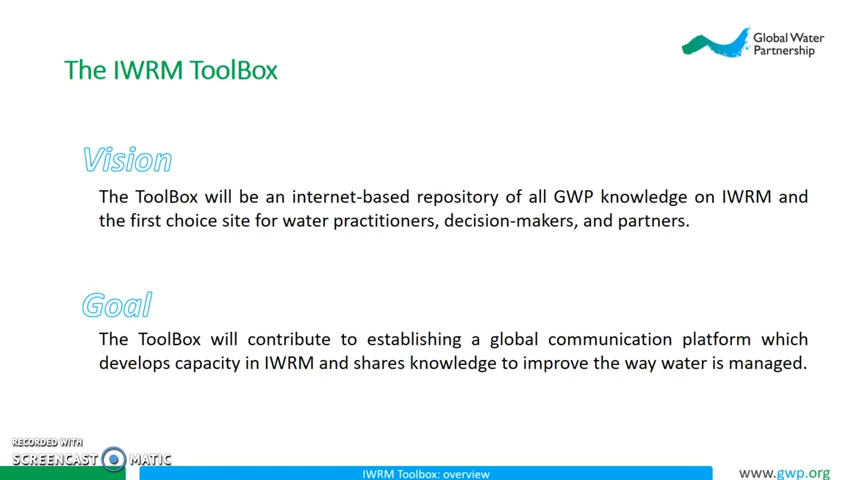 Global Water
Partnership
The IWRM ToolBox
Vision
The ToolBox will be an internet-based repository of all GWP knowledge on IWRM and
the first choice site for water practitioners, decision-makers, and partners.
Goal
The ToolBox will contribute to establishing a global communication platform which
develops capacity in IWRM and shares knowledge to improve the way water is managed.
RECORDED WITH
SCREENCAST MATIC
IWRM Toolbox: overview
www.gwp.org